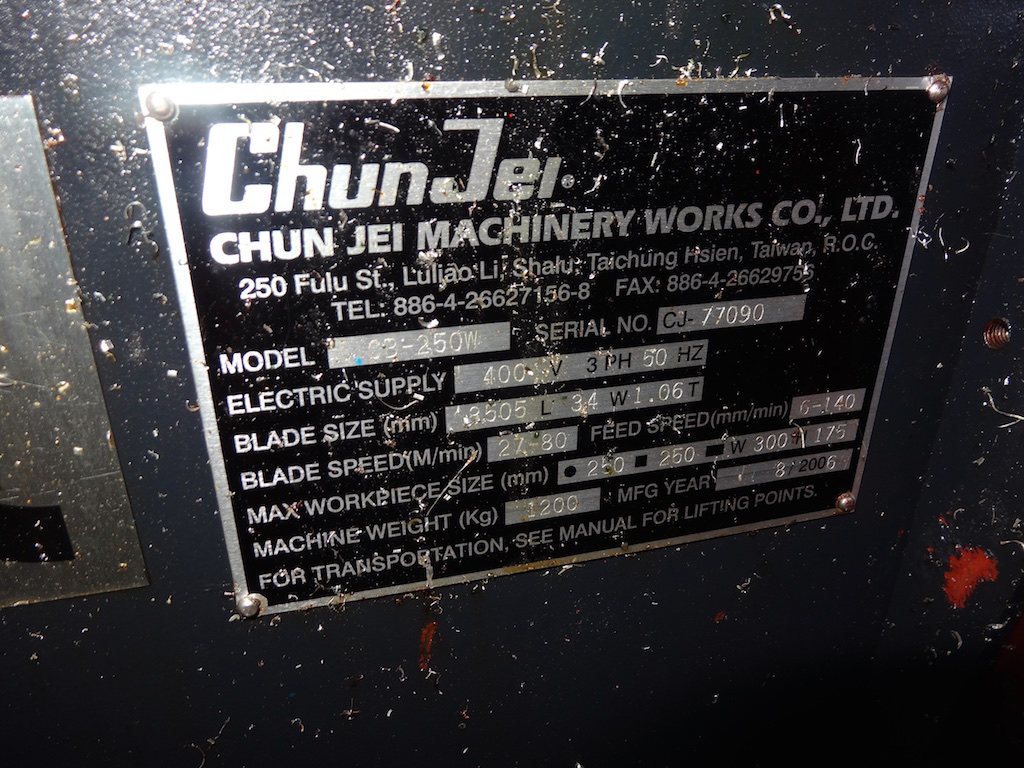 ChunJei®
CHUN JEI MACHINERY WORKS CO., LTD.
250 Fulu St., Luliao Li, Shalu, Taichung Hsien, Taiwan, R.O.C.
TEL: 886-4-26627156-8 FAX: 886-4-26629755
MODEL SERIAL NO. CJ-77090
ELECTRIC SUPPLY 400 V 3 PH 50 HZ
BLADE SIZE (mm) 3505 L 34 W 1.06 T
BLADE SPEED(M/min) 27-80 FEED SPEED(mm/min) 0-140
MAX WORKPIECE SIZE (mm) ● 250 ■ 250 ▬ W 300 175
MACHINE WEIGHT (Kg) 1200 MFG YEAR 8/2006
FOR TRANSPORTATION, SEE MANUAL FOR LIFTING POINTS.